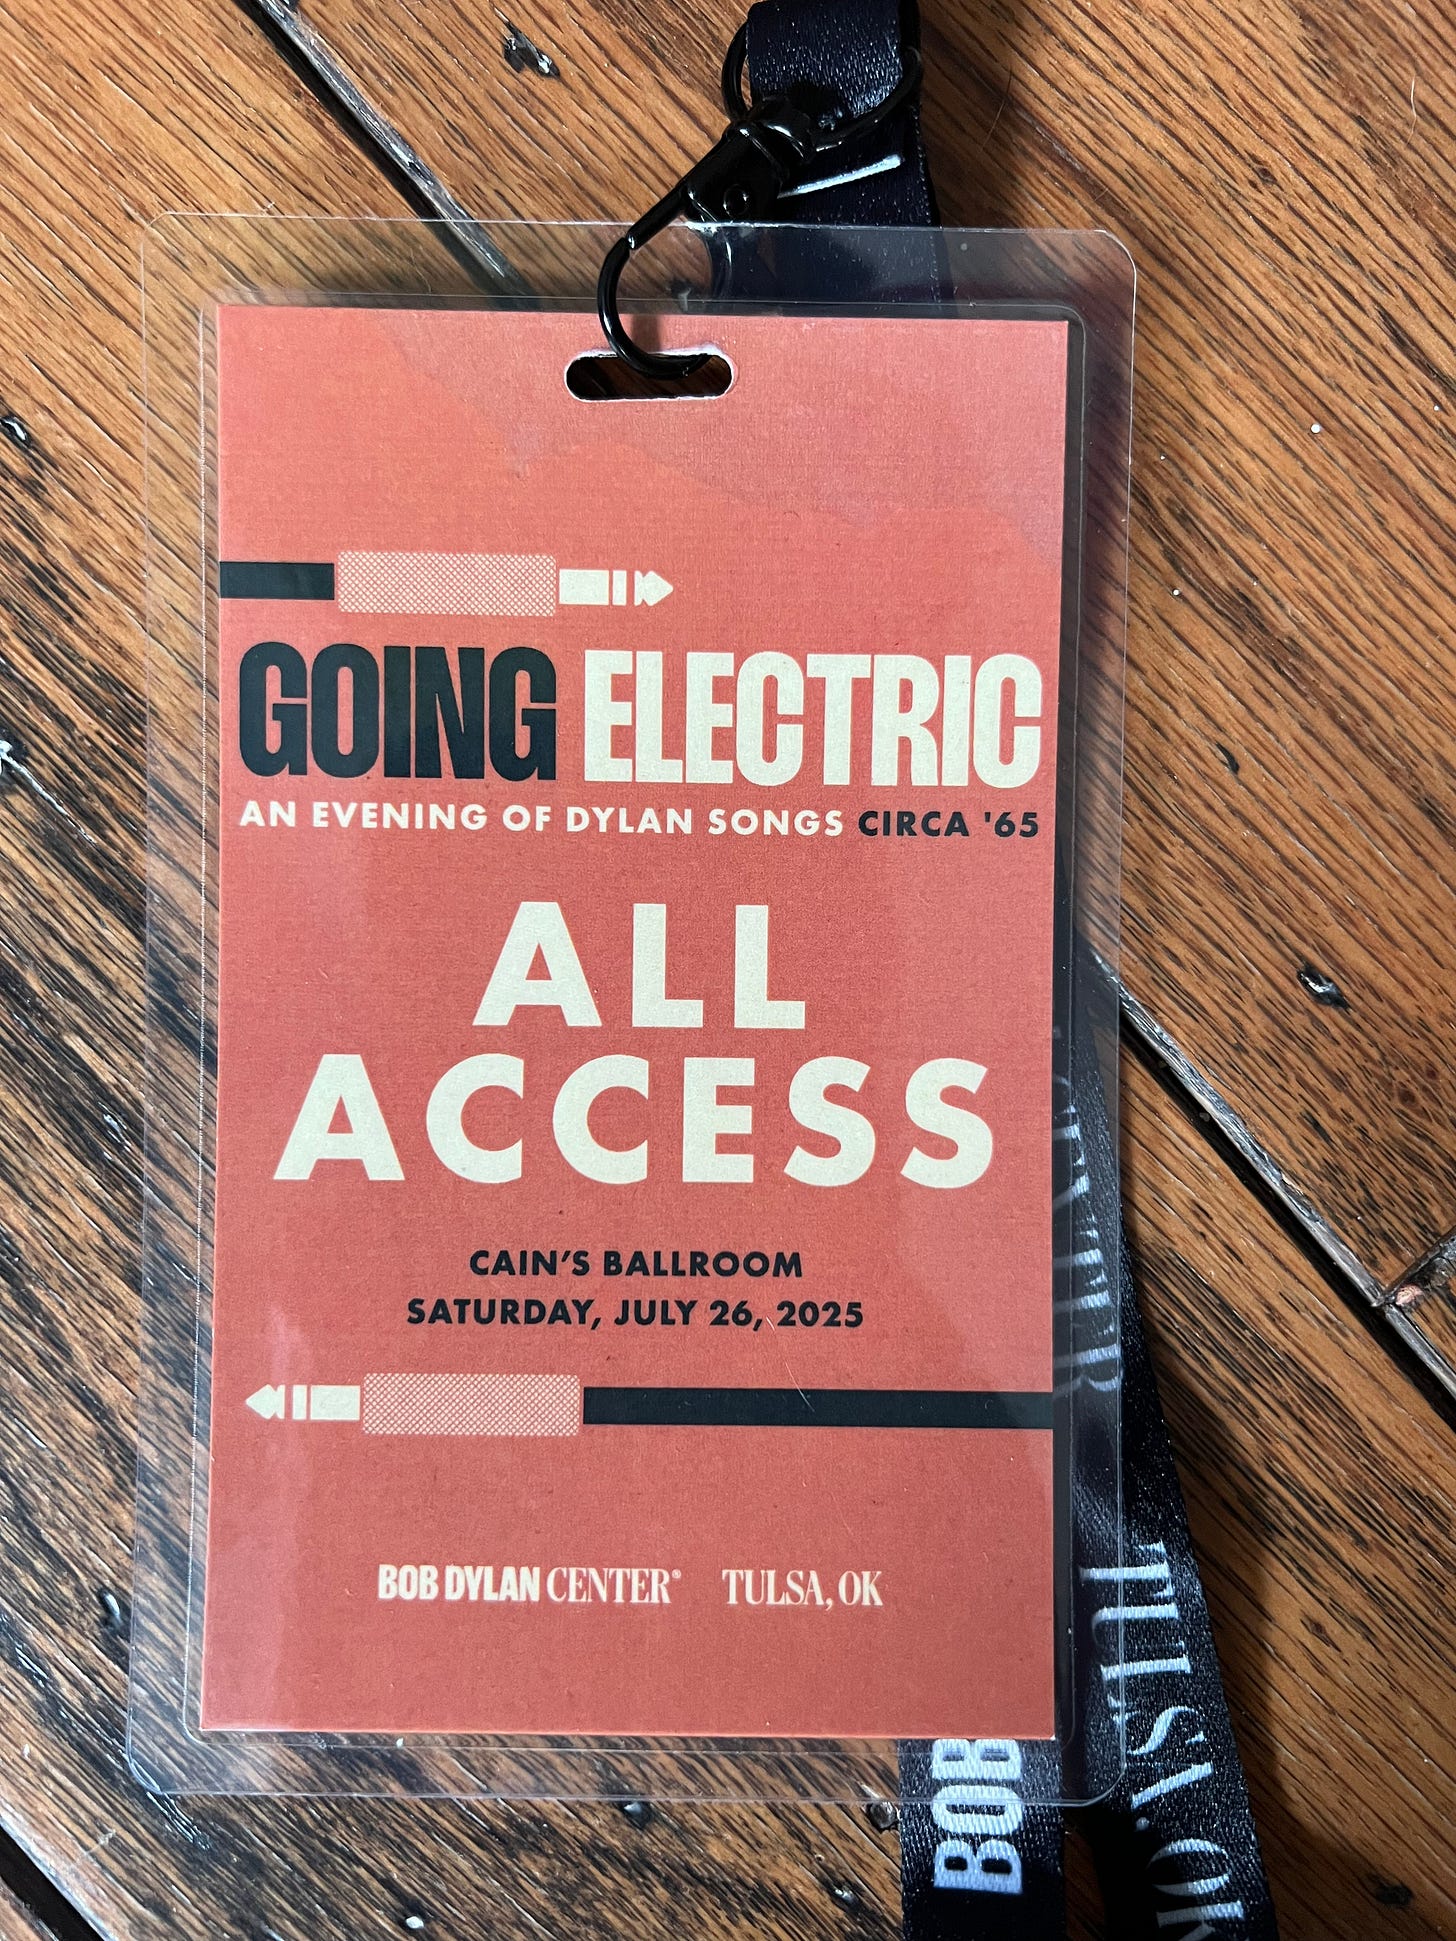 GOING ELECTRIC
AN EVENING OF DYLAN SONGS CIRCA '65
ALL
ACCESS
CAIN'S BALLROOM
SATURDAY, JULY 26, 2025
BOB DYLAN CENTER® TULSA, OK
BOB
TULSA, OK